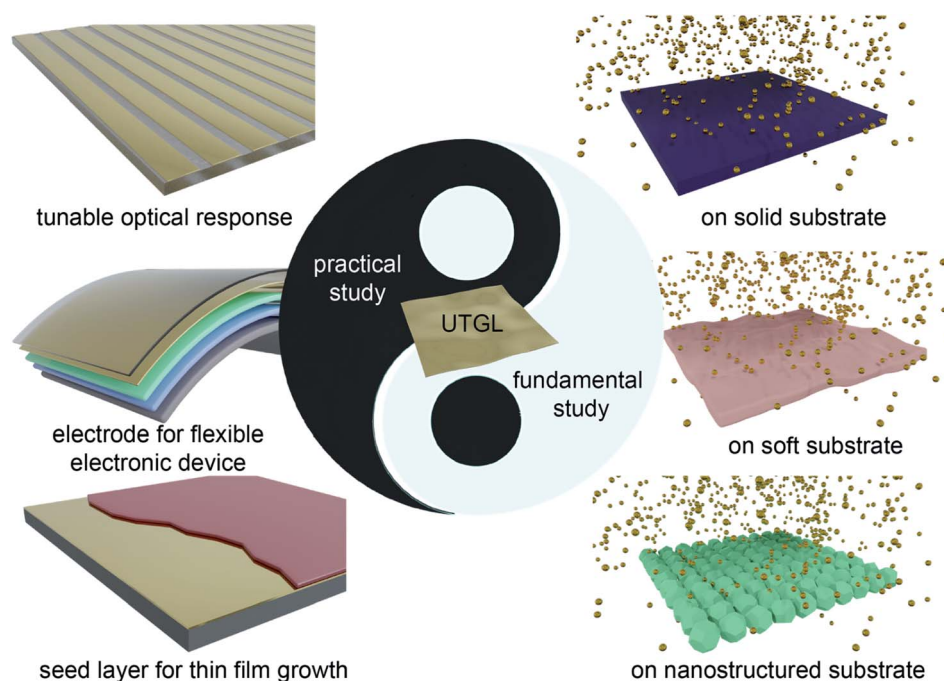 tunable optical response
electrode for flexible
electronic device
seed layer for thin film growth
practical
study
UTGL
fundamental
study
on solid substrate
on soft substrate
on nanostructured substrate